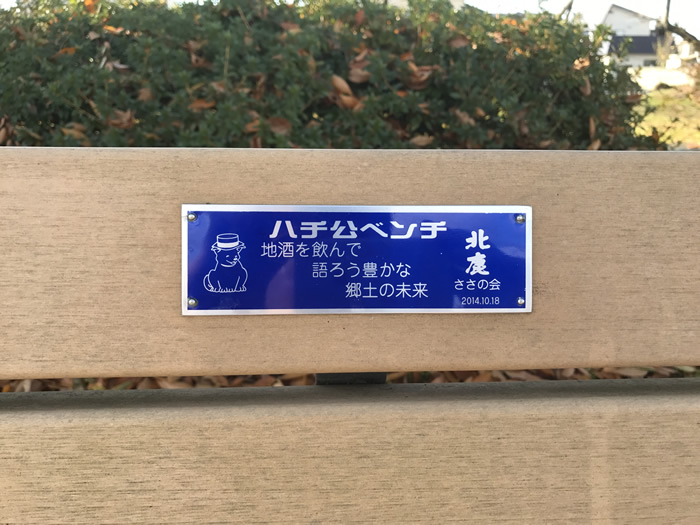 ハチ公ベンチ
地酒を飲んで
語ろう豊かな
郷土の未来
北鹿
ささの会
2014.10.18